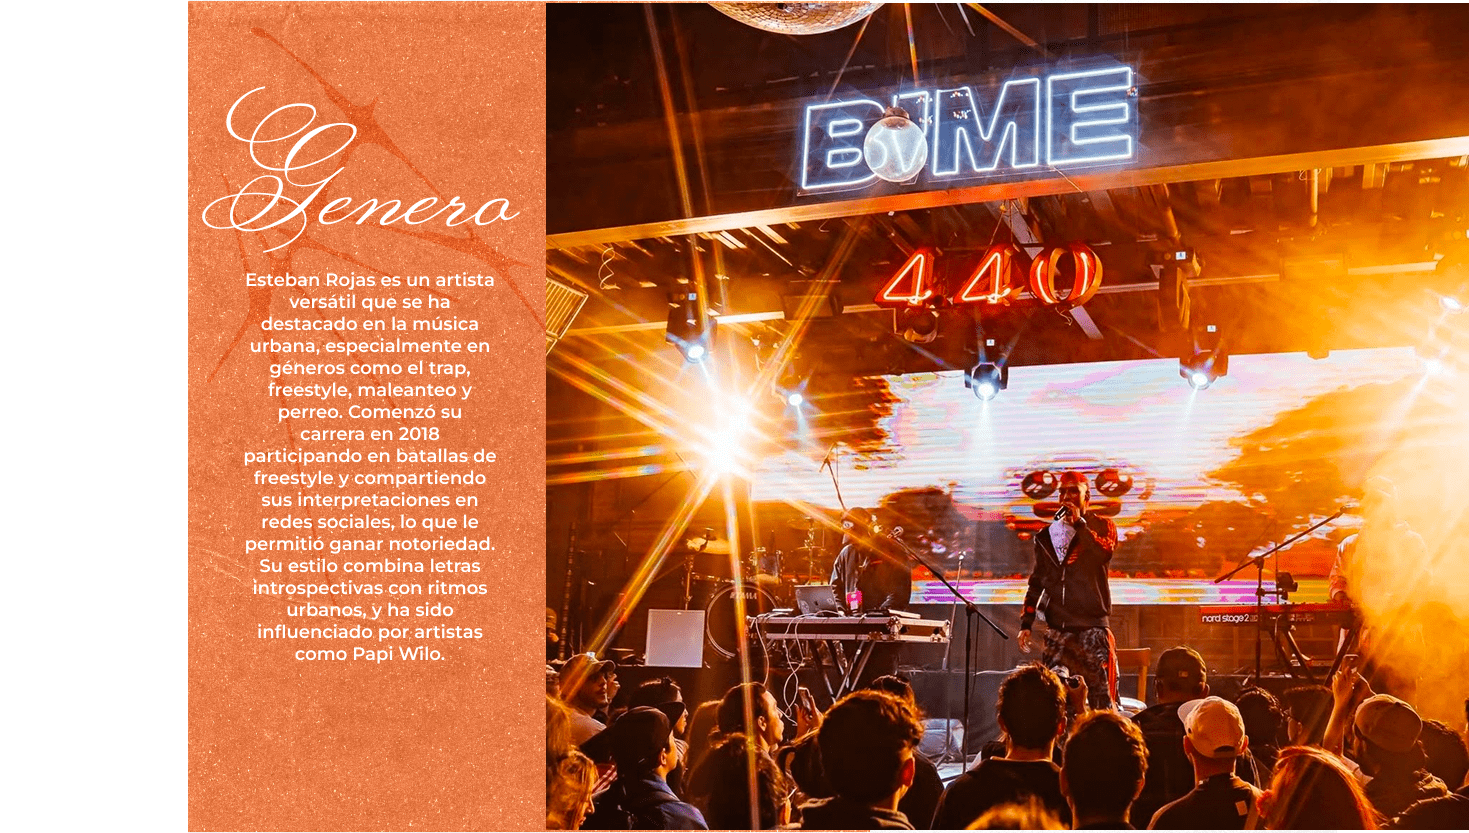 Genero
Esteban Rojas es un artista
versátil que se ha
destacado en la música
urbana, especialmente en
géneros como el trap,
freestyle, maleanteo y
perreo. Comenzó su
carrera en 2018
participando en batallas de
freestyle y compartiendo
sus interpretaciones en
redes sociales, lo que le
permitió ganar notoriedad.
Su estilo combina letras
introspectivas con ritmos
urbanos, y ha sido
influenciado por artistas
como Papi Wilo.
BIME
440
TAMA
nord stage 2